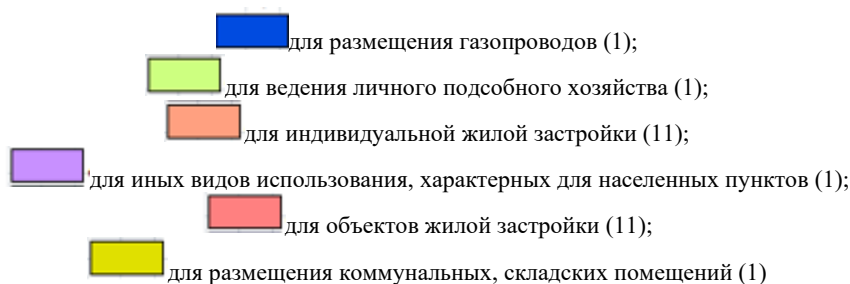 для размещения газопроводов (1);
для ведения личного подсобного хозяйства (1);
для индивидуальной жилой застройки (11);
для иных видов использования, характерных для населенных пунктов (1);
для объектов жилой застройки (11);
для размещения коммунальных, складских помещений (1)